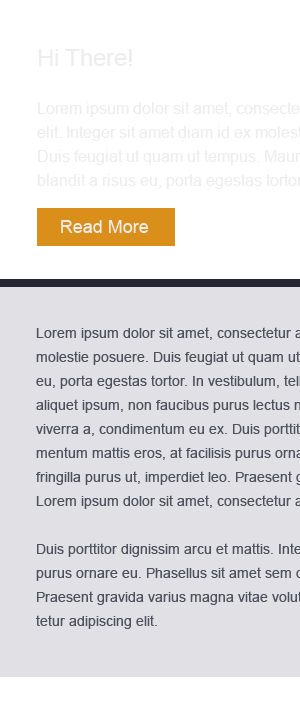 Hi There!
Lorem ipsum dolor sit amet, consecte
elit. Integer sit amet diam id ex molest
Duis feugiat ut quam ut tempus. Maur
blandit a risus eu, porta egestas tortor
Read More
Lorem ipsum dolor sit amet, consectetur a
molestie posuere. Duis feugiat ut quam ut
eu, porta egestas tortor. In vestibulum, tell
aliquet ipsum, non faucibus purus lectus n
viverra a, condimentum eu ex. Duis porttit
mentum mattis eros, at facilisis purus orna
fringilla purus ut, imperdiet leo. Praesent g
Lorem ipsum dolor sit amet, consectetur a
Duis porttitor dignissim arcu et mattis. Inte
purus ornare eu. Phasellus sit amet sem c
Praesent gravida varius magna vitae volut
tetur adipiscing elit.